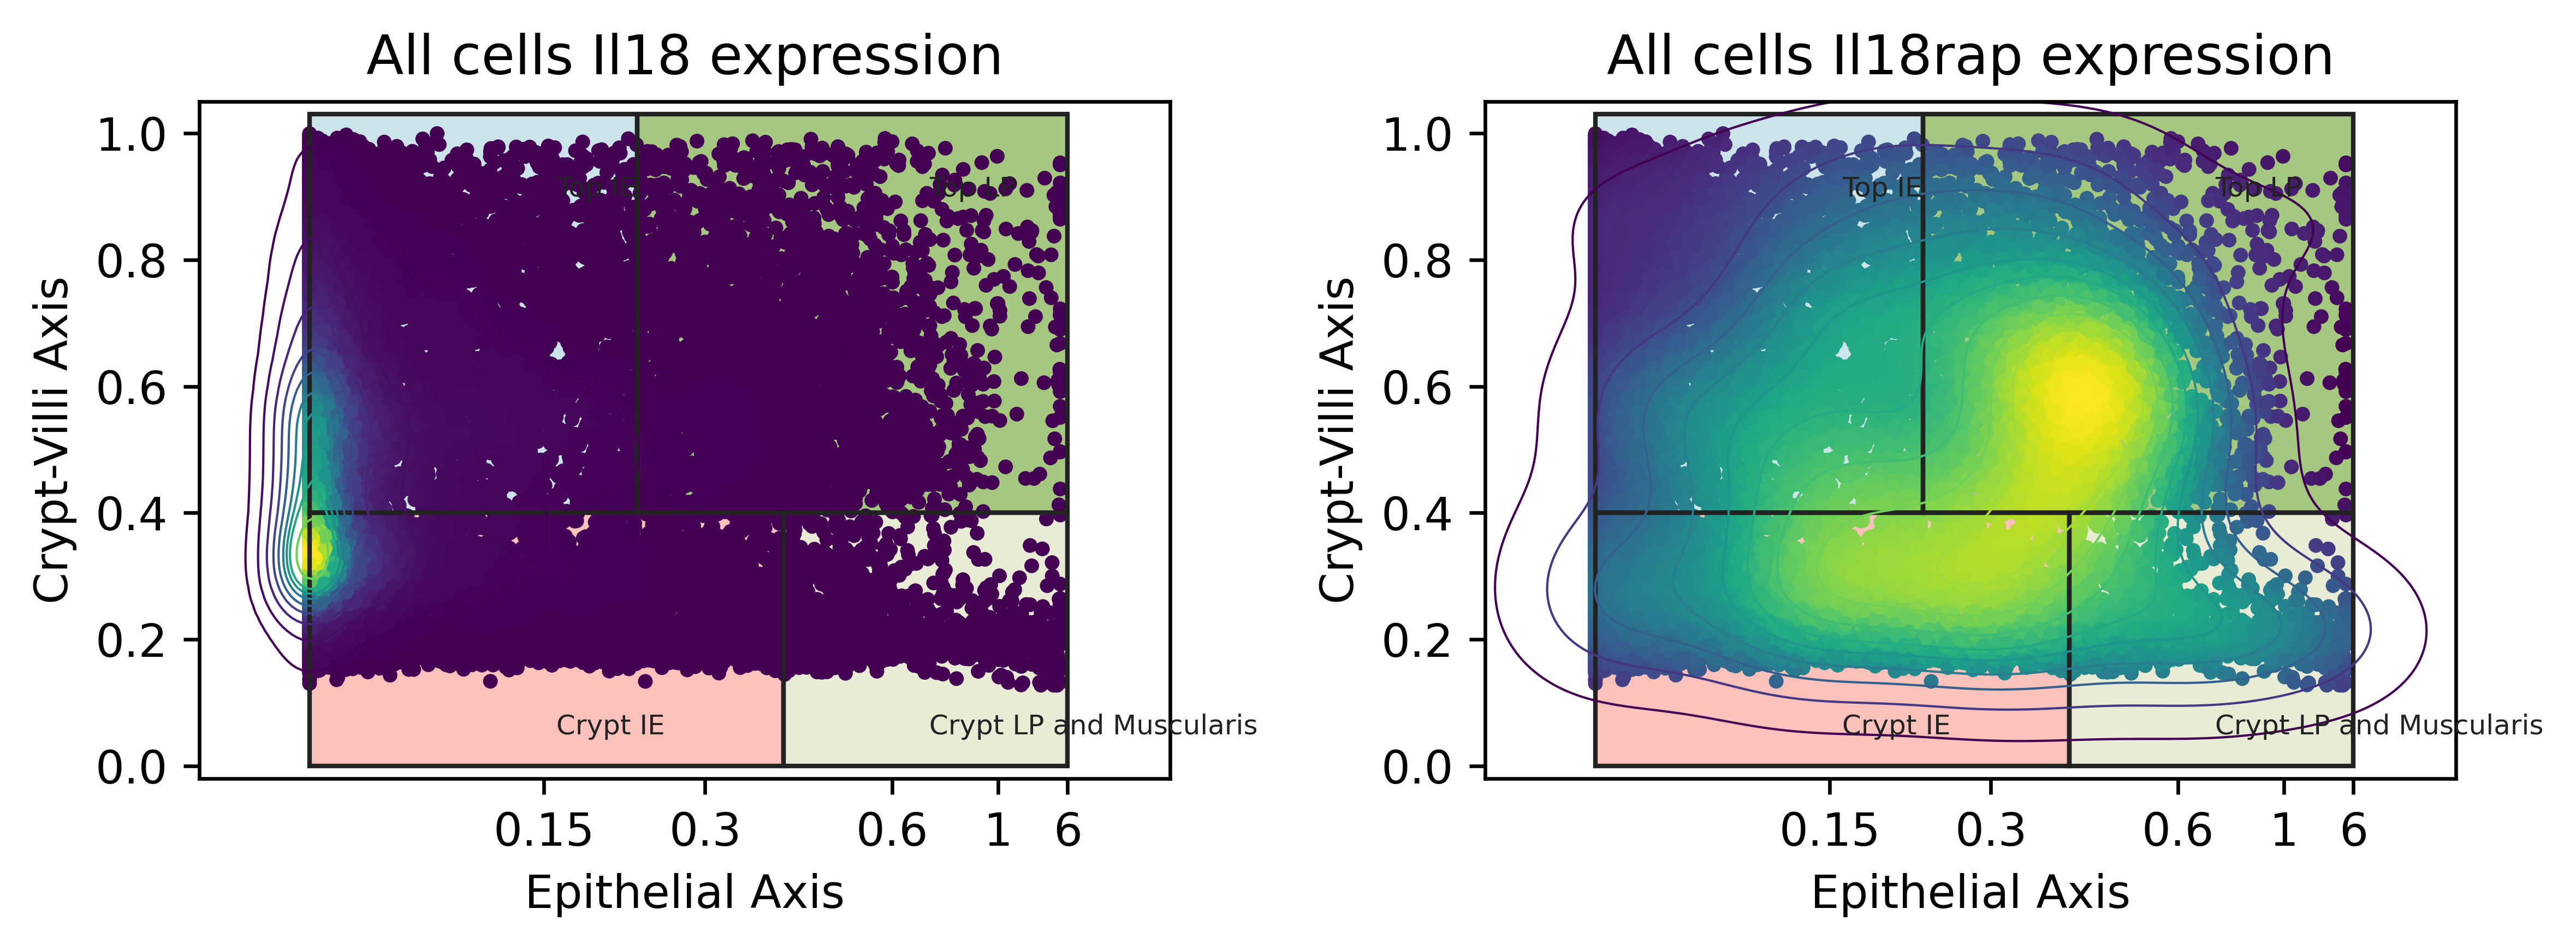 All cells Il18 expression
1.0
0.8
0.6
0.4
0.2
0.0
Crypt-Villi Axis
Top IE
Top LP
Crypt IE
Crypt LP and Muscularis
0.15
0.3
0.6
1
6
Epithelial Axis
All cells Il18rap expression
1.0
0.8
0.6
0.4
0.2
0.0
Crypt-Villi Axis
Top IE
Top LP
Crypt IE
Crypt LP and Muscularis
0.15
0.3
0.6
1
6
Epithelial Axis